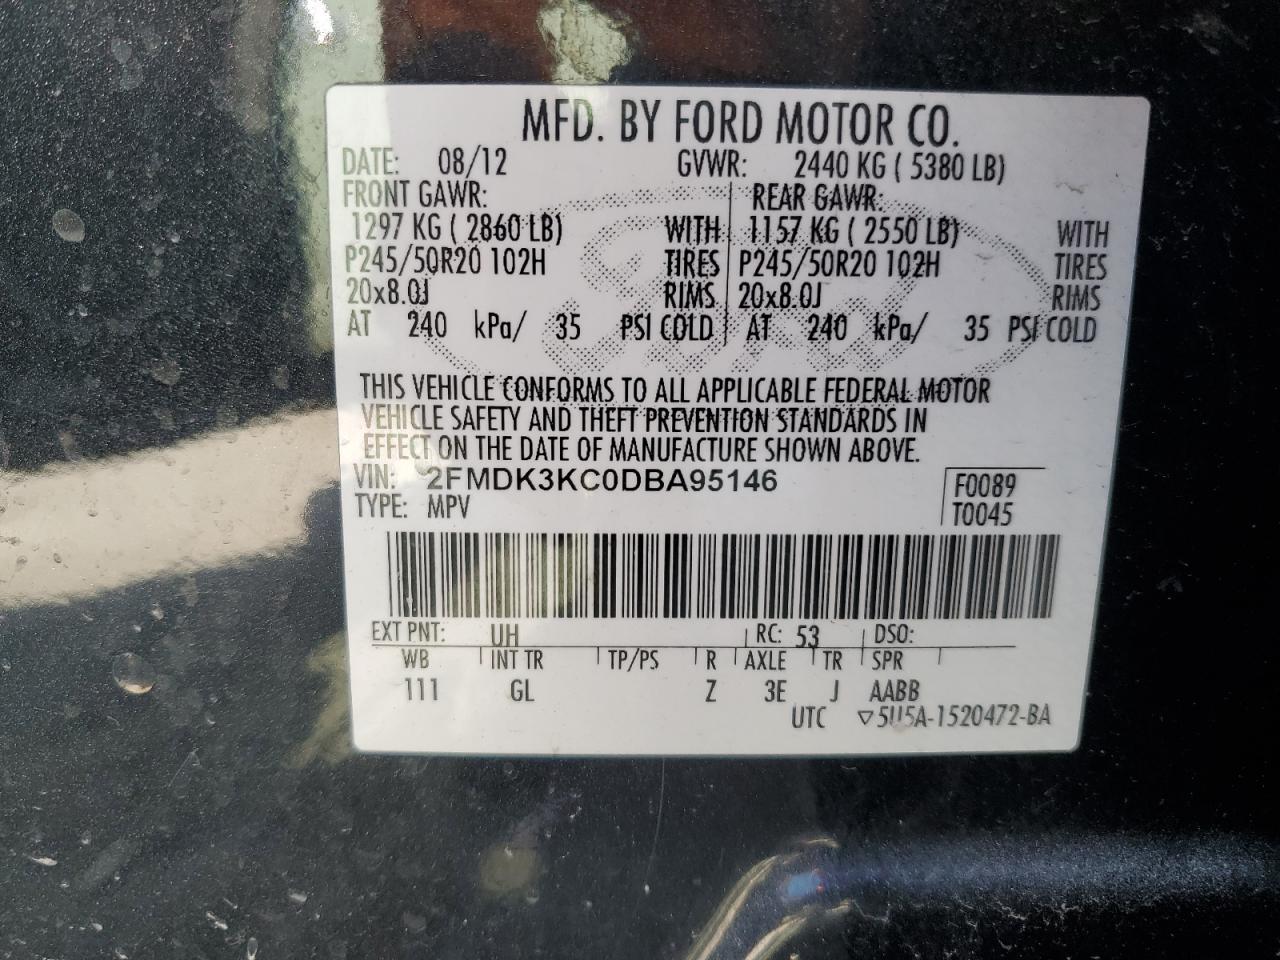 MFD. BY FORD MOTOR CO.
DATE: 08/12 GVWR: 2440 KG ( 5380 LB)
FRONT GAWR: REAR GAWR:
1297 KG ( 2860 LB) WITH 1157 KG ( 2550 LB) WITH
P245/50R20 102H TIRES P245/50R20 102H TIRES
20x8.0J RIMS 20x8.0J RIMS
AT 240 kPa/ 35 PSI COLD AT 240 kPa/ 35 PSI COLD
THIS VEHICLE CONFORMS TO ALL APPLICABLE FEDERAL MOTOR
VEHICLE SAFETY AND THEFT PREVENTION STANDARDS IN
EFFECT ON THE DATE OF MANUFACTURE SHOWN ABOVE.
VIN: 2FMDK3KC0DBA95146 F0089
TYPE: MPV T0045
EXT PNT: UH RC: 53 DSO:
WB INT TR TP/PS R AXLE TR SPR
111 GL Z 3E J AABB
UTC ▽5U5A-1520472-BA